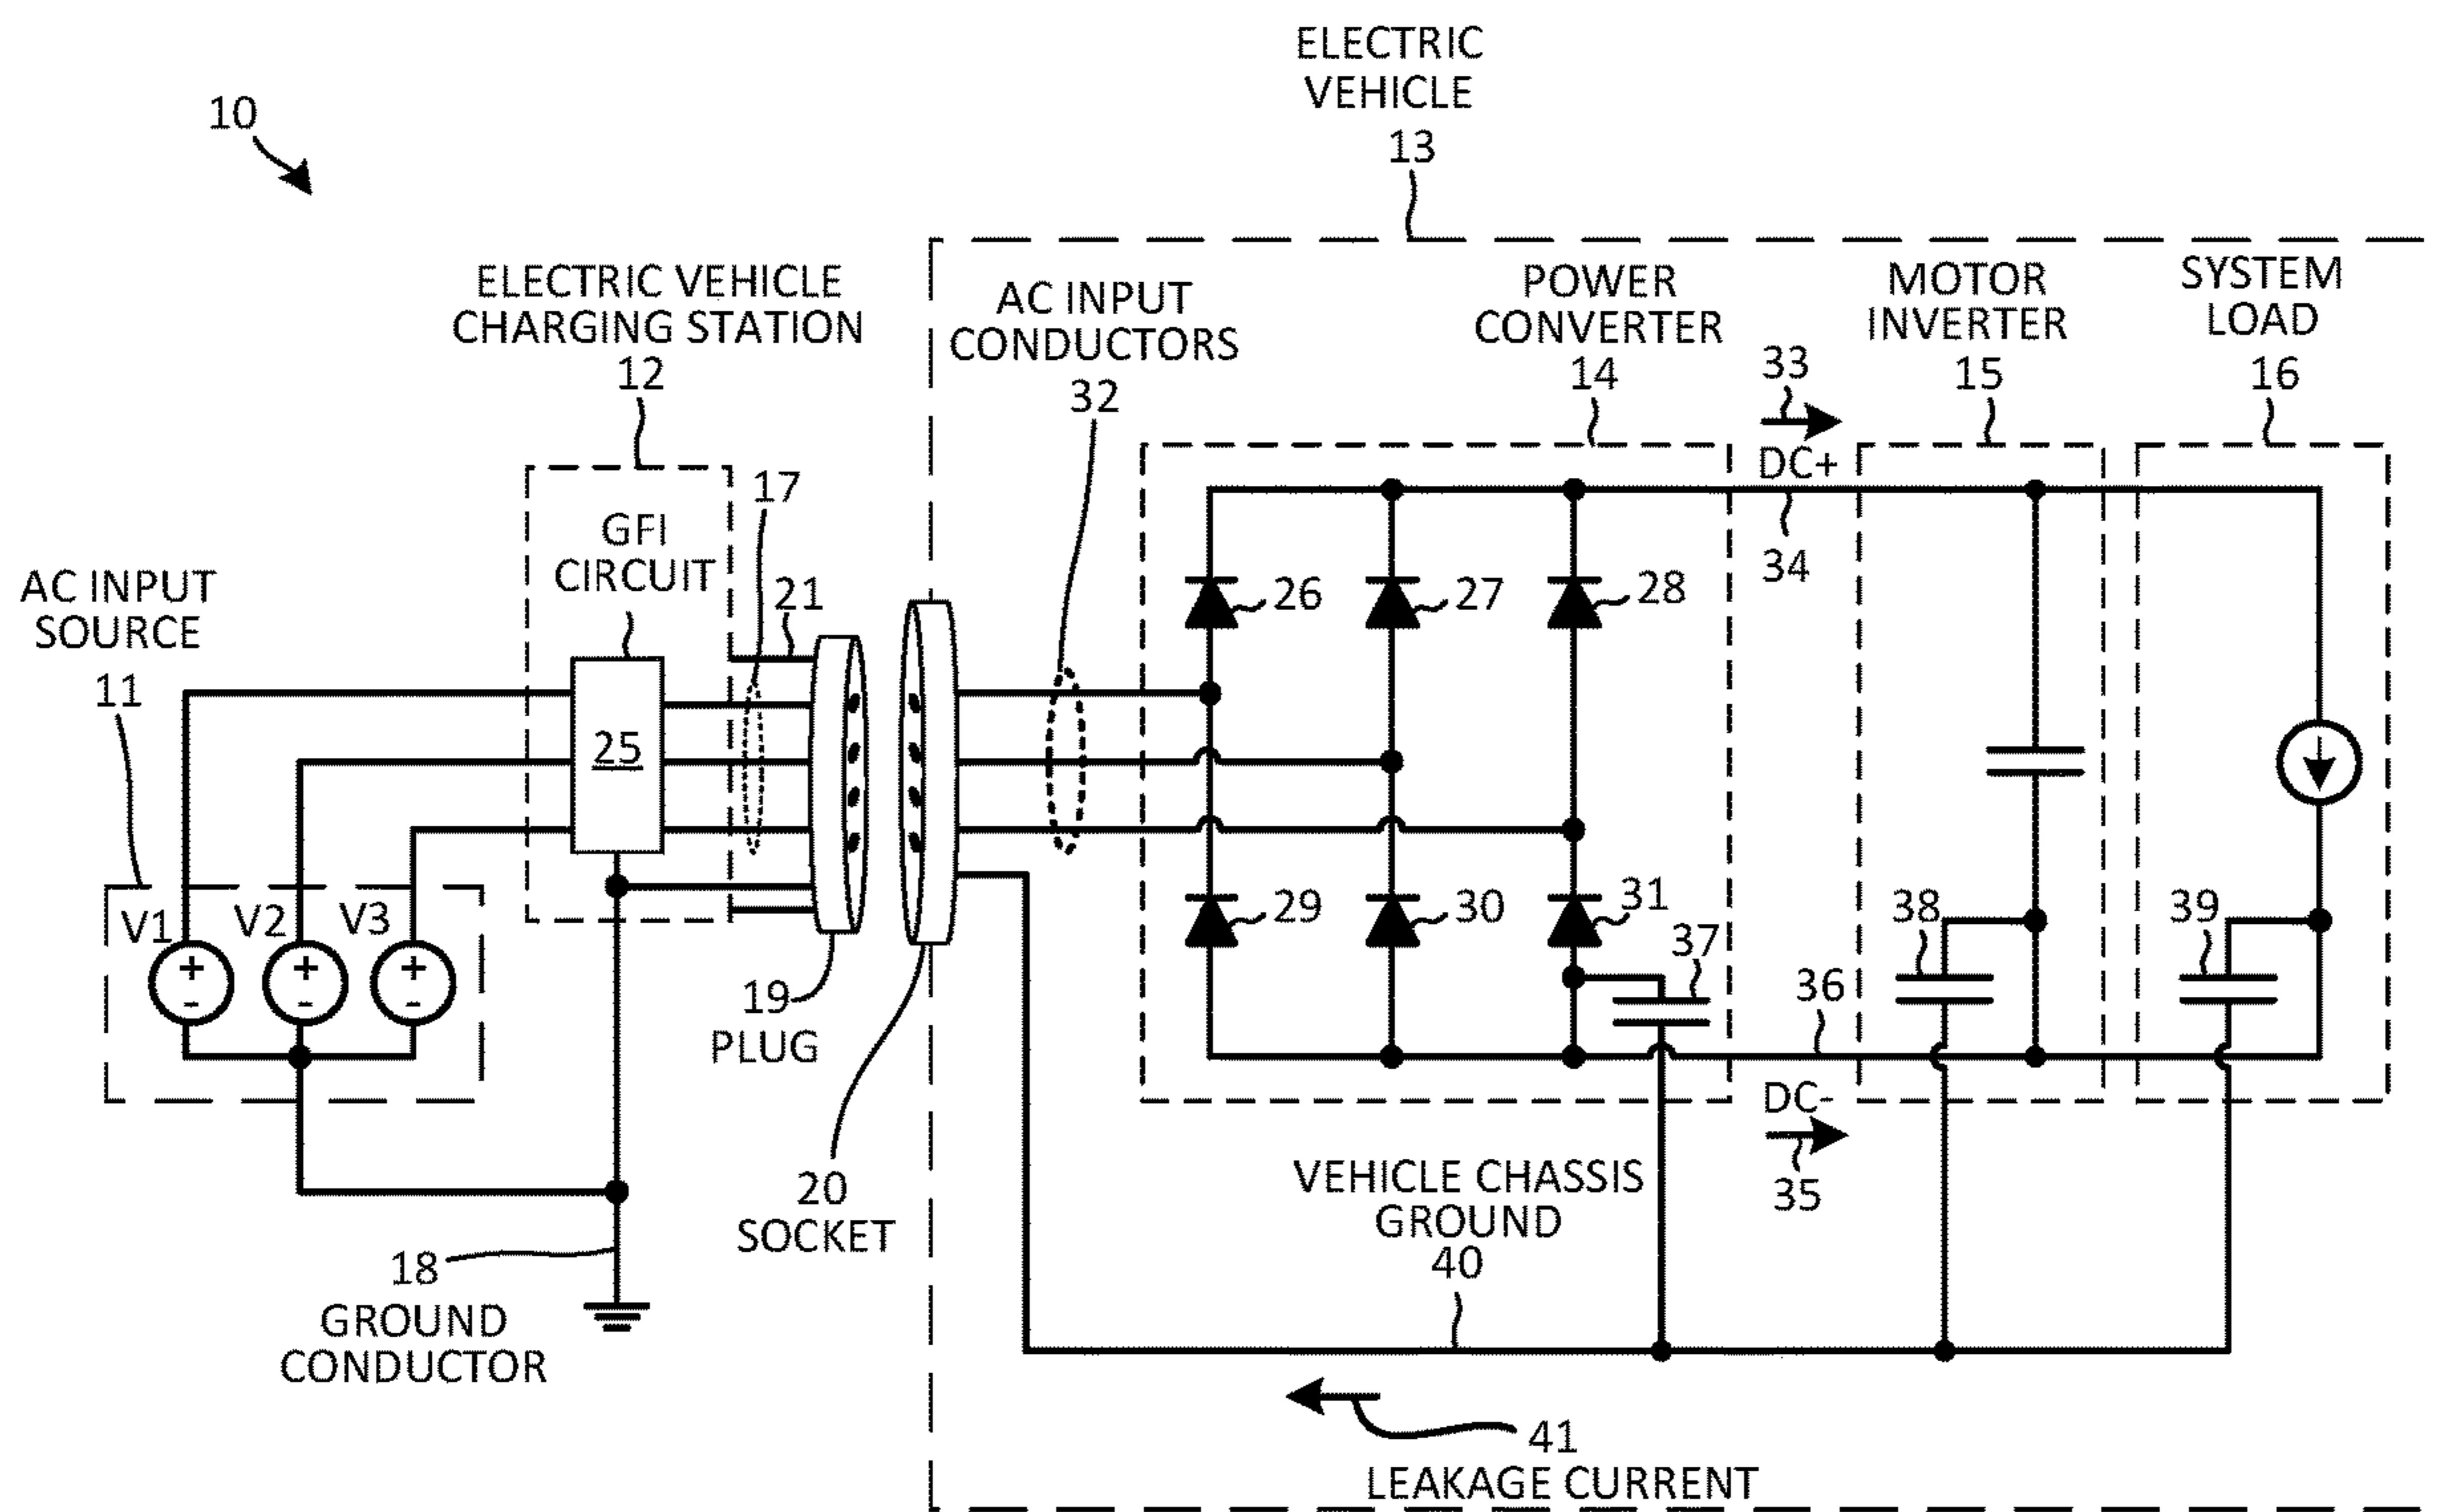 10
ELECTRIC
VEHICLE
13
ELECTRIC VEHICLE
CHARGING STATION
12
AC INPUT
CONDUCTORS
32
POWER
CONVERTER
14
33
DC+
34
MOTOR
INVERTER
15
SYSTEM
LOAD
16
GFI
CIRCUIT
25
17
21
AC INPUT
SOURCE
11
V1
V2
V3
+
-
+
-
+
-
26
27
28
29
30
31
37
38
39
36
DC-
35
19
PLUG
20
SOCKET
18
GROUND
CONDUCTOR
VEHICLE CHASSIS
GROUND
40
41
LEAKAGE CURRENT